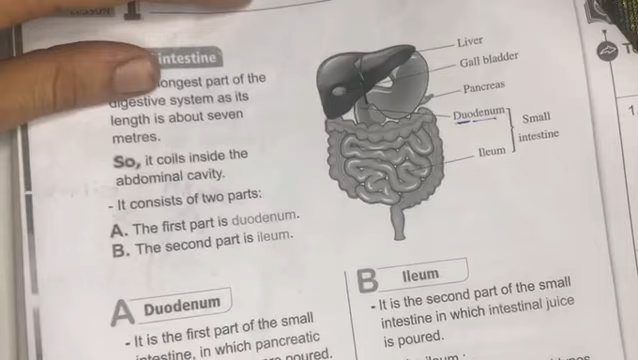 intestine
longest part of the
digestive system as its
length is about seven
metres.
So, it coils inside the
abdominal cavity.
- It consists of two parts:
A. The first part is duodenum.
B. The second part is ileum.
Liver
Gall bladder
Pancreas
Duodenum
Ileum
Small
intestine
A Duodenum
- It is the first part of the small
intestine, in which pancreatic
poured.
B Ileum
- It is the second part of the small
intestine in which intestinal juice
is poured.
1.